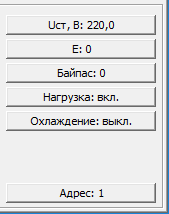 Uст, В: 220,0
E: 0
Байпас: 0
Нагрузка: вкл.
Охлаждение: выкл.
Адрес: 1